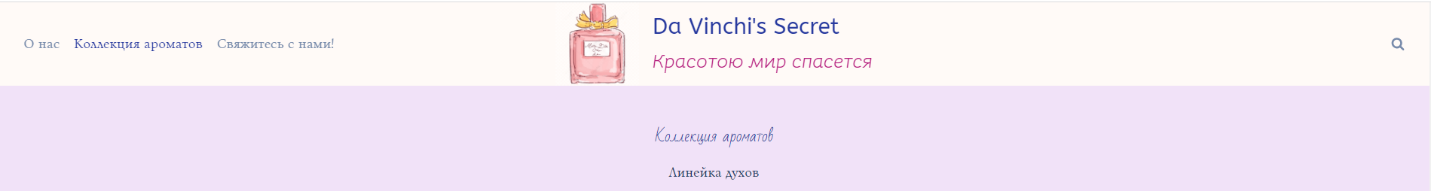 О нас Коллекция ароматов Свяжитесь с нами!
Da Vinchi's Secret
Красотою мир спасется
Коллекция ароматов
Линейка духов